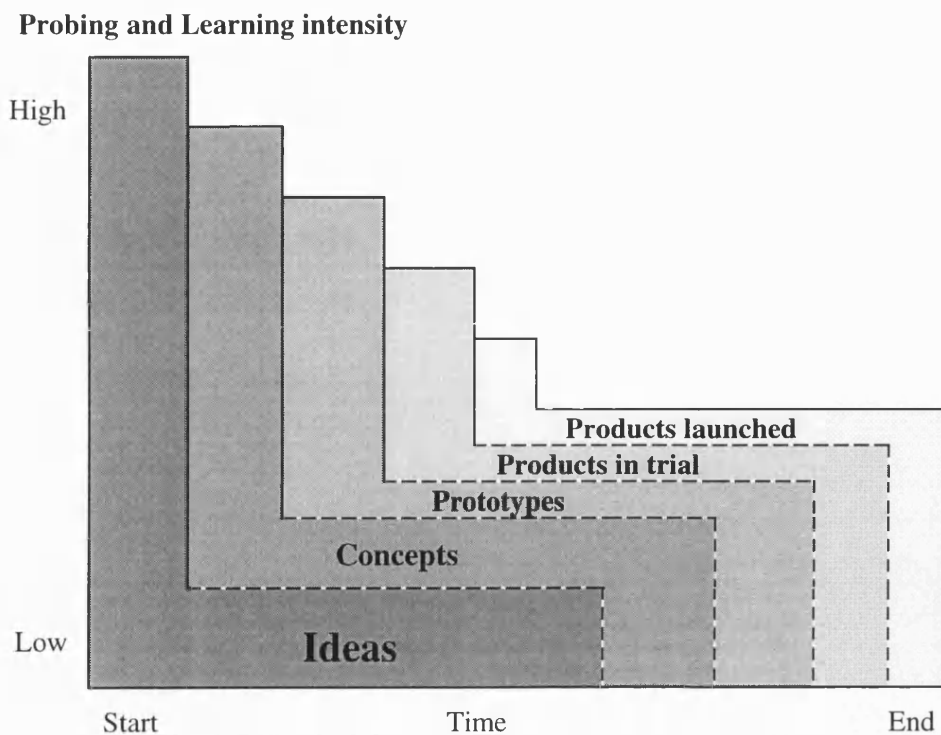 Probing and Learning intensity
High
Products launched
Products in trial
Prototypes
Concepts
Low
Ideas
Start
Time
End